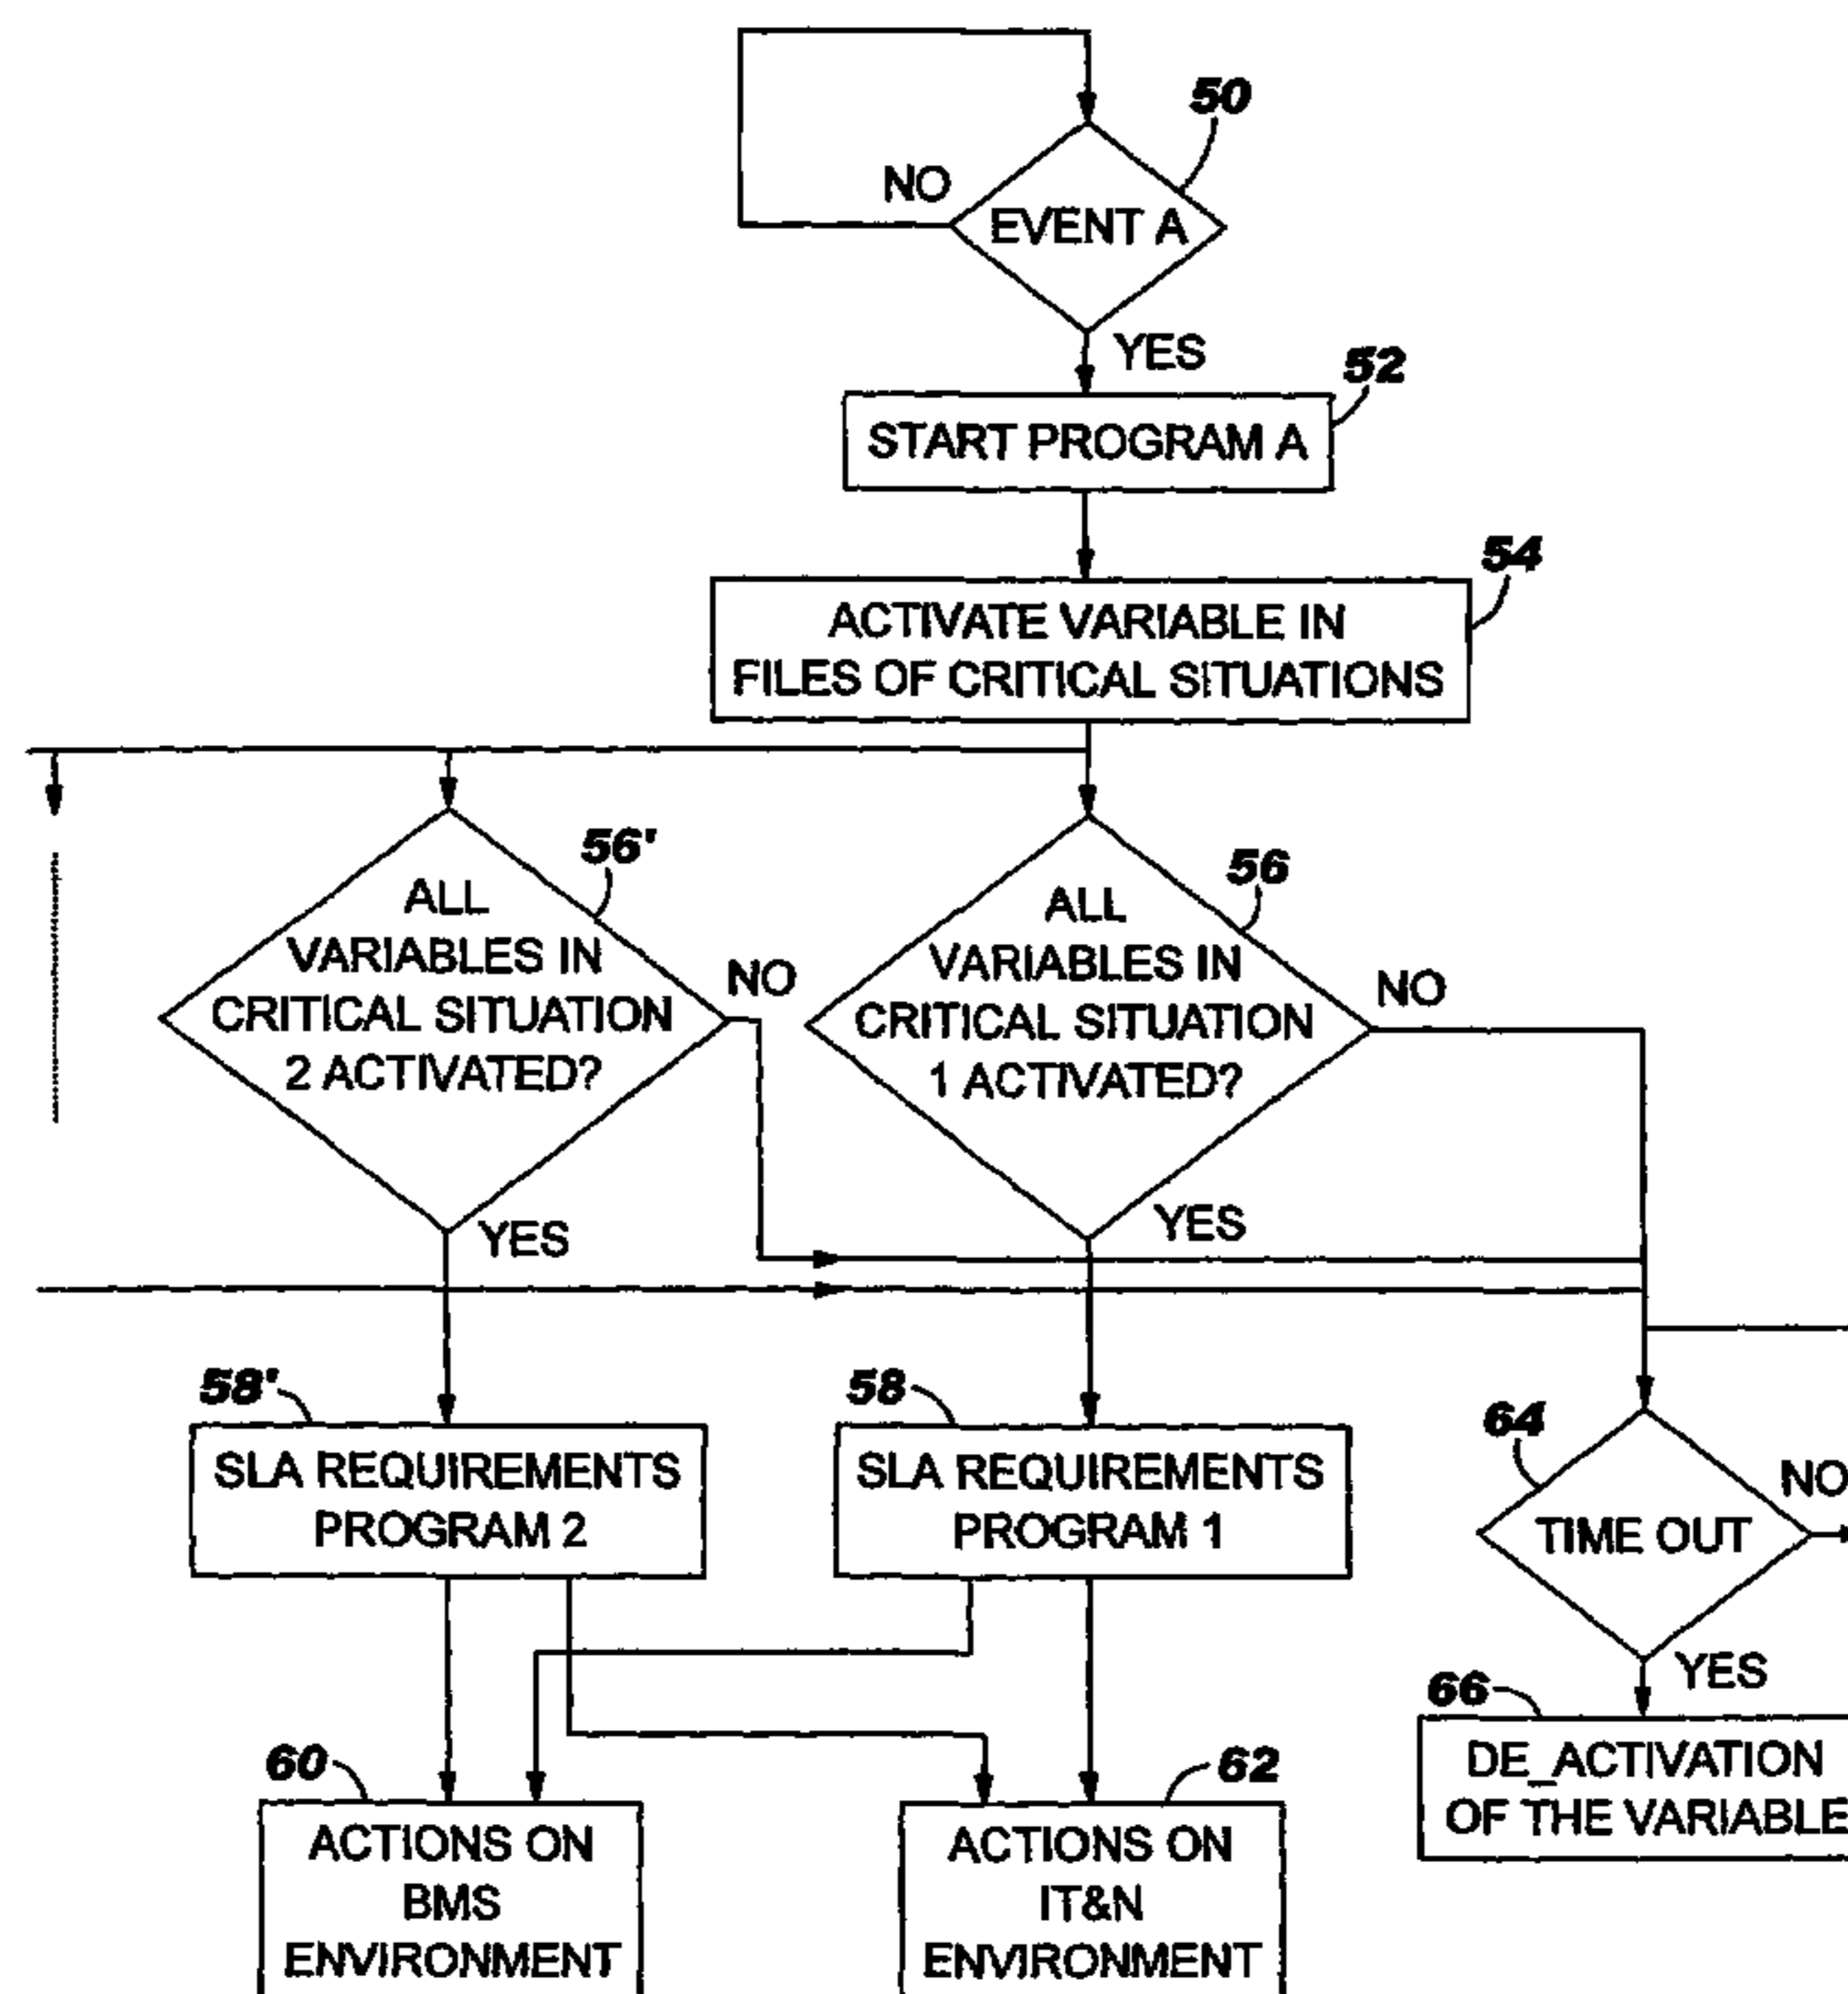 50
NO
EVENT A
YES
52
START PROGRAM A
54
ACTIVATE VARIABLE IN
FILES OF CRITICAL SITUATIONS
56'
ALL
VARIABLES IN
CRITICAL SITUATION
2 ACTIVATED?
NO
YES
56
ALL
VARIABLES IN
CRITICAL SITUATION
1 ACTIVATED?
NO
YES
58'
SLA REQUIREMENTS
PROGRAM 2
58
SLA REQUIREMENTS
PROGRAM 1
64
TIME OUT
NO
YES
66
DE_ACTIVATION
OF THE VARIABLE
60
ACTIONS ON
BMS
ENVIRONMENT
62
ACTIONS ON
IT&N
ENVIRONMENT